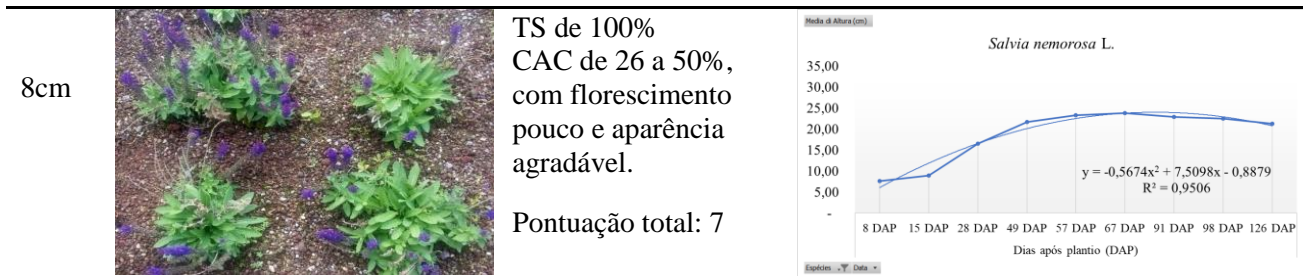 8cm
TS de 100%
CAC de 26 a 50%,
com florescimento
pouco e aparência
agradável.
Pontuação total: 7
Media di Altura (cm)
Salvia nemorosa L.
35,00
30,00
25,00
20,00
15,00
10,00
5,00
-
y = -0,5674x² + 7,5098x - 0,8879
R² = 0,9506
8 DAP 15 DAP 28 DAP 49 DAP 57 DAP 67 DAP 91 DAP 98 DAP 126 DAP
Dias após plantio (DAP)
Espécies Data